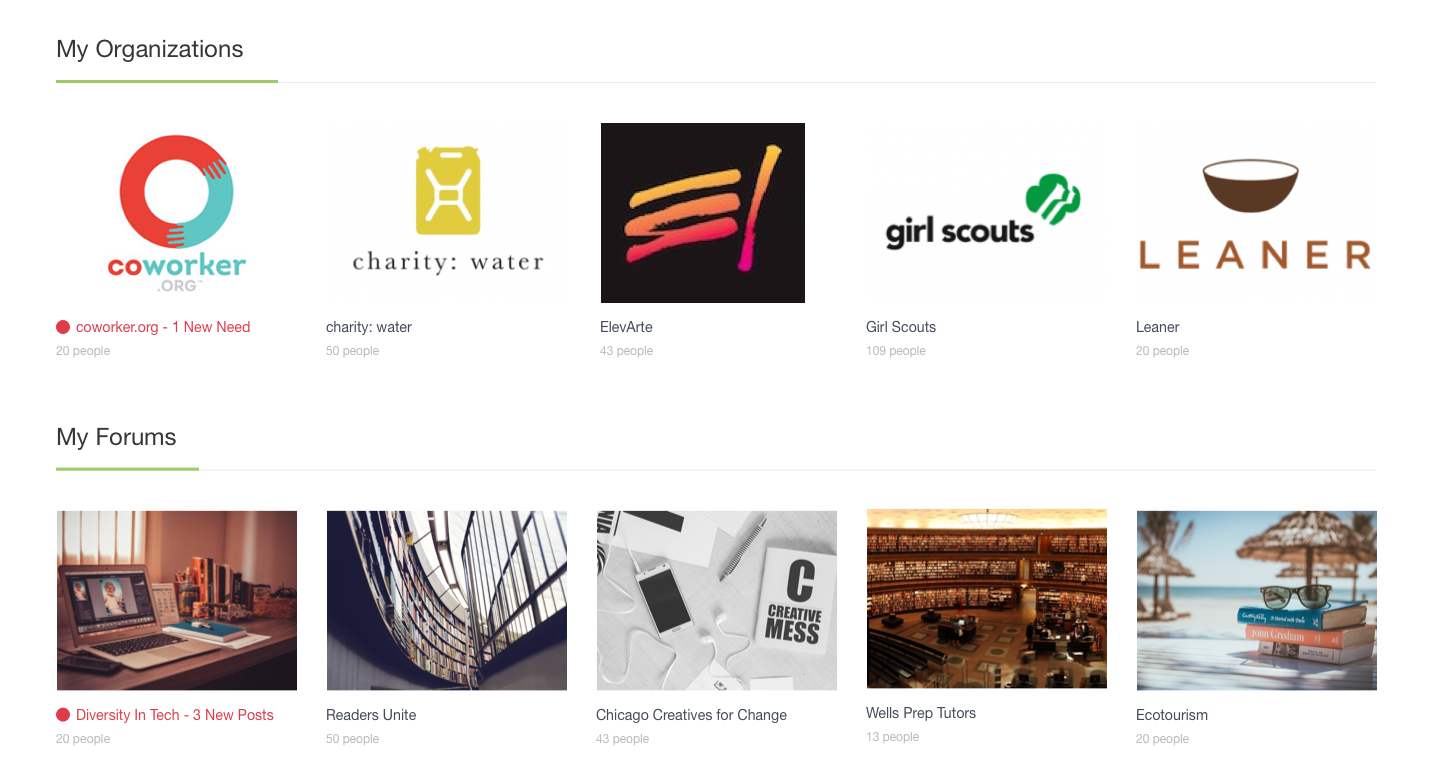 My Organizations
coworker
.ORG™
charity: water
girl scouts
LEANER
coworker.org - 1 New Need
charity: water
ElevArte
Girl Scouts
Leaner
20 people
50 people
43 people
109 people
20 people
My Forums
C
CREATIVE
MESS
John Grisham
Diversity In Tech - 3 New Posts
Readers Unite
Chicago Creatives for Change
Wells Prep Tutors
Ecotourism
20 people
50 people
43 people
13 people
20 people